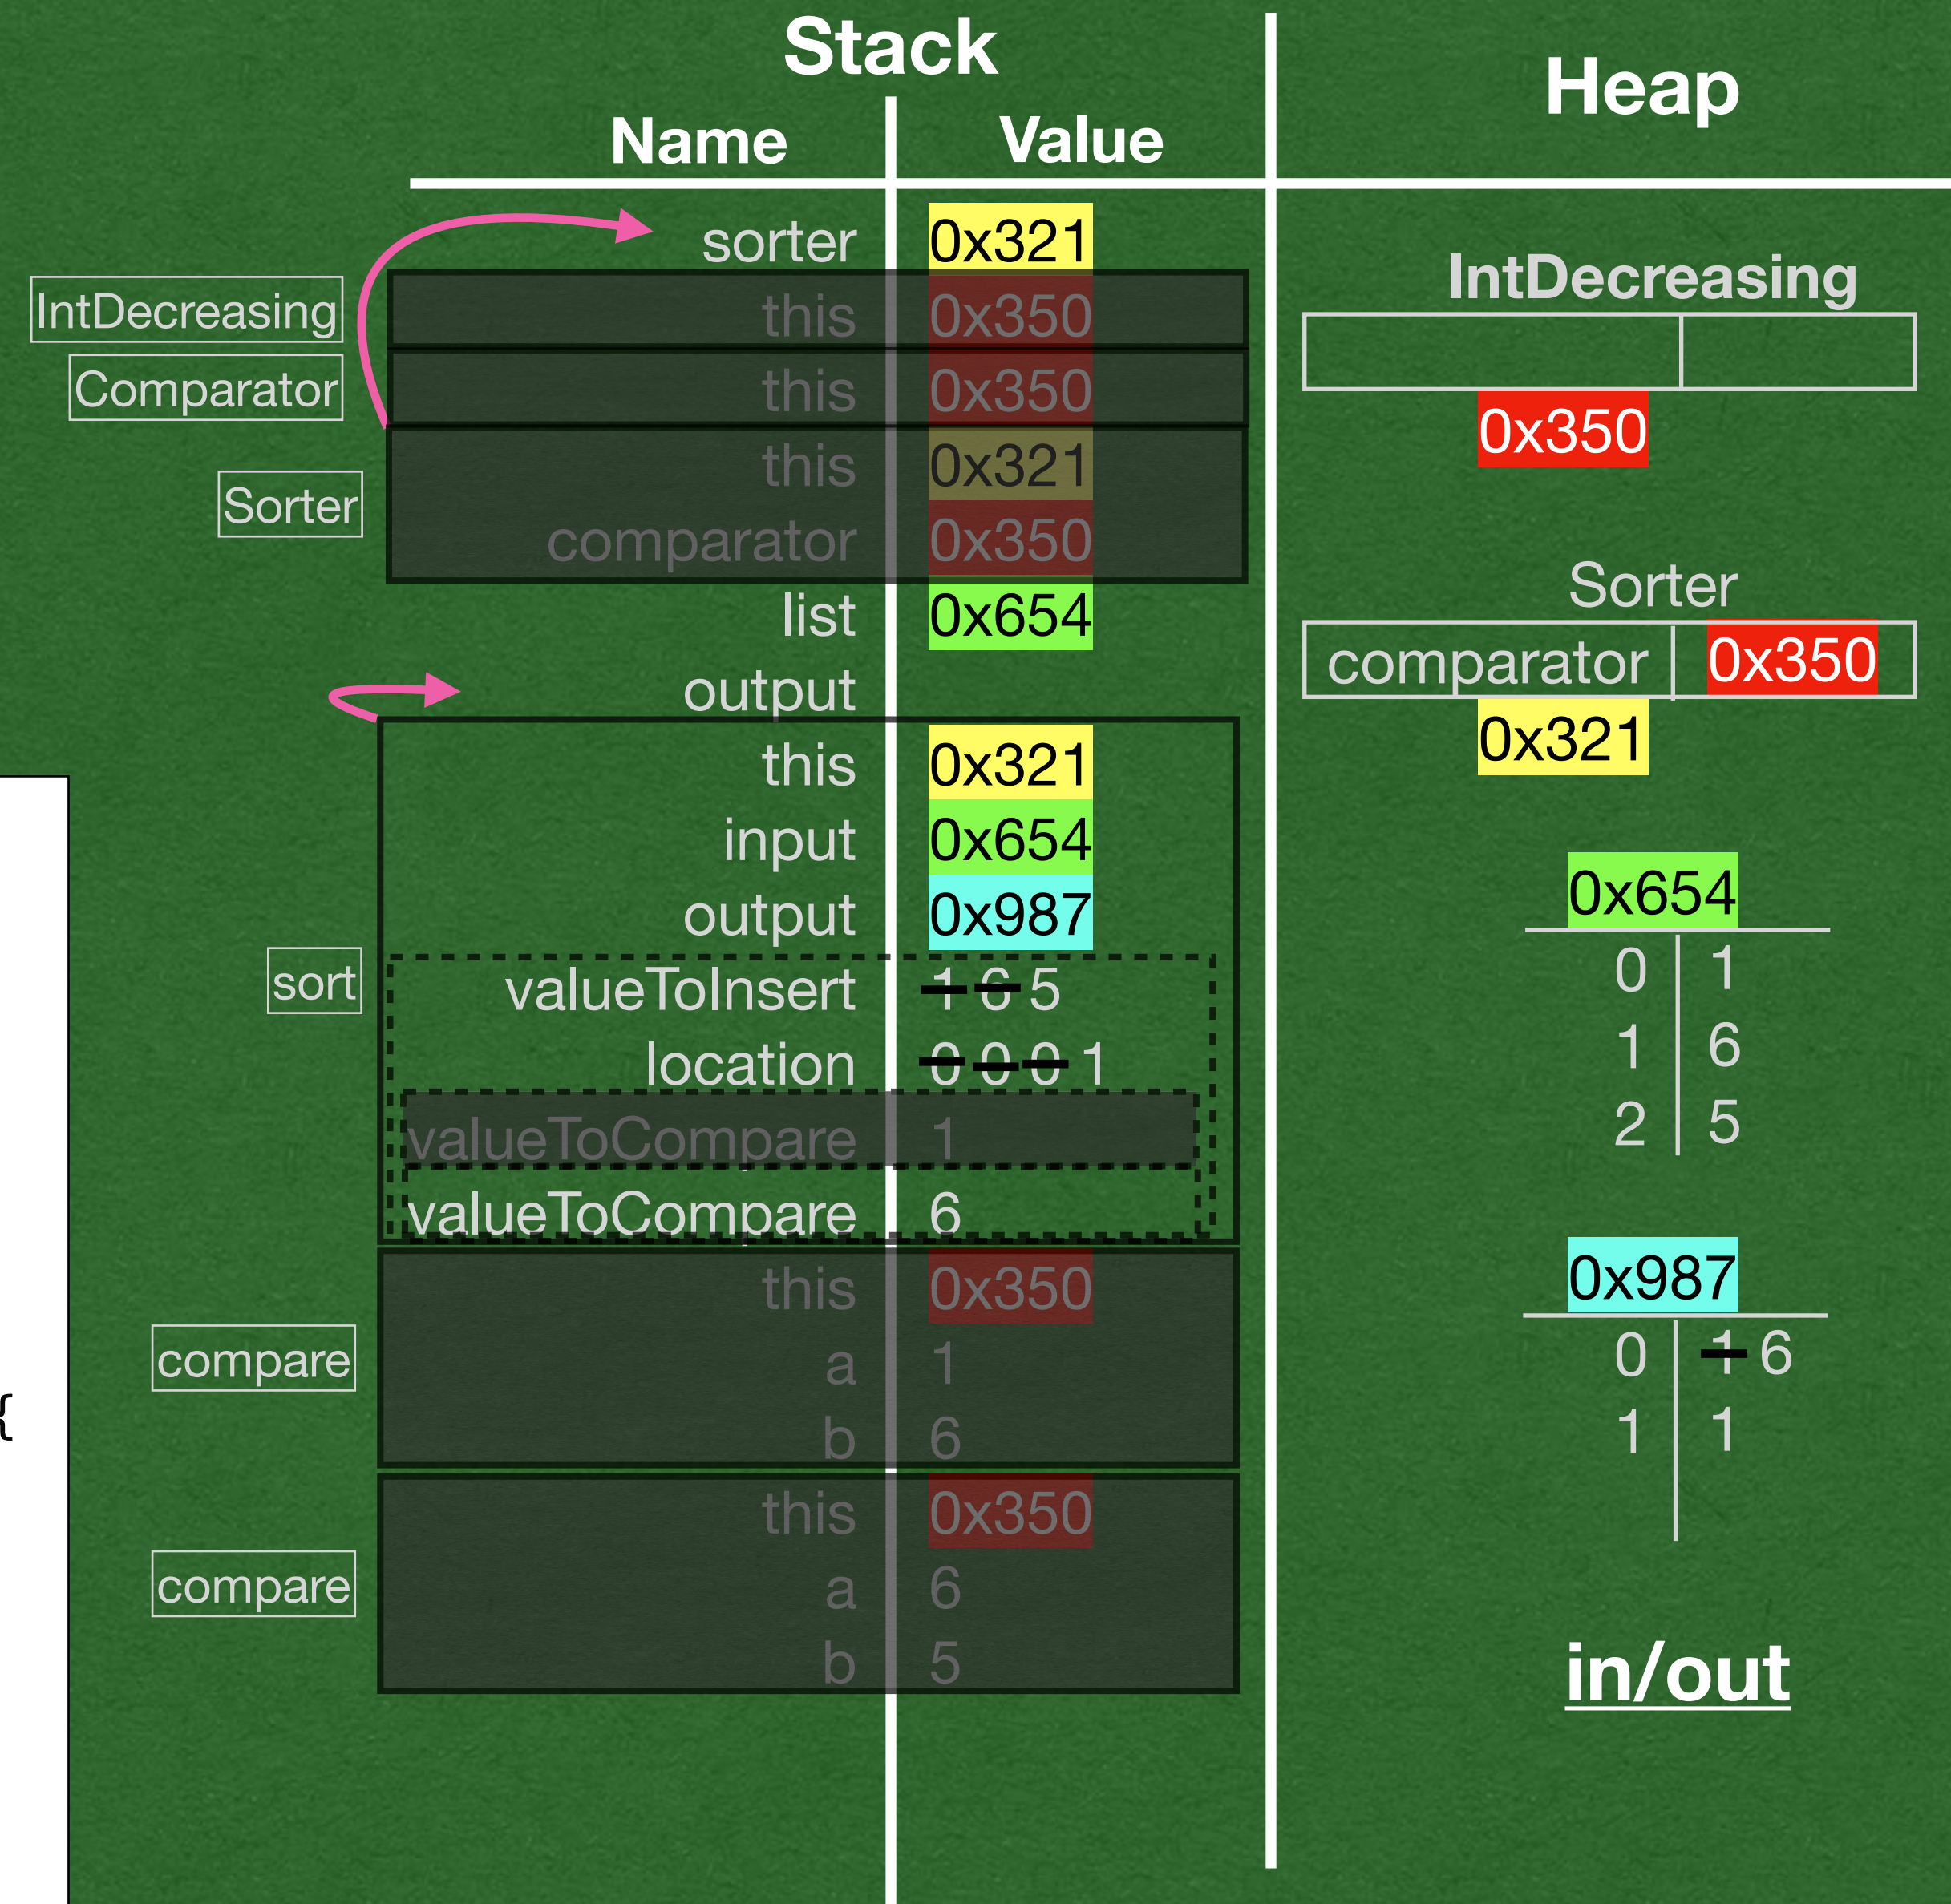 Stack
Heap
Name Value
sorter 0x321
IntDecreasing this 0x350
Comparator this 0x350
this 0x321
Sorter
comparator 0x350
list 0x654
output
this 0x321
input 0x654
output 0x987
sort
valueToInsert 1 6 5
location 0 0 0 1
valueToCompare 1
valueToCompare 6
this 0x350
compare a 1
b 6
this 0x350
compare a 6
b 5
{
IntDecreasing
0x350
Sorter
comparator 0x350
0x321
0x654
0 1
1 6
2 5
0x987
0 1 6
1 1
in/out